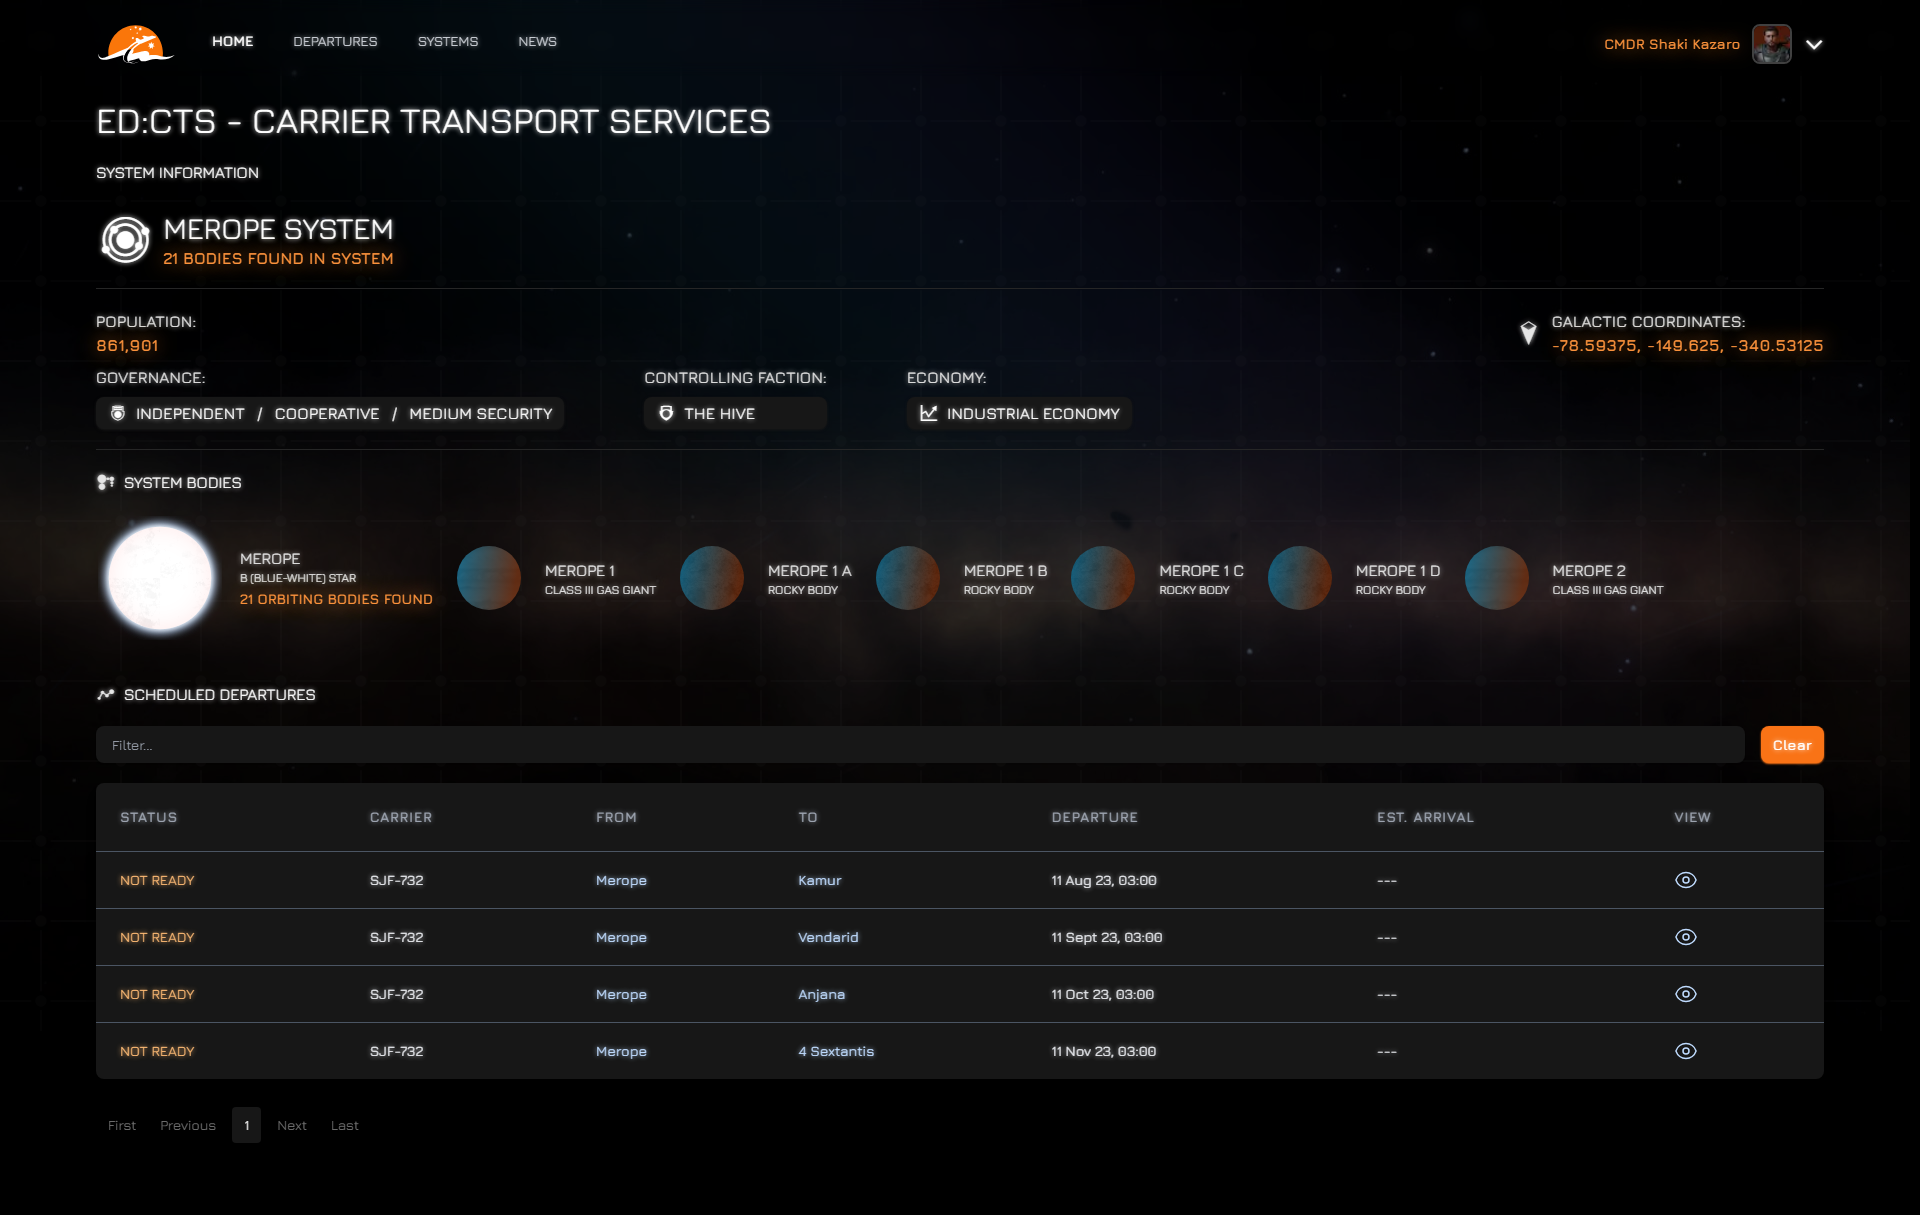 HOME DEPARTURES SYSTEMS NEWS CMDR Shaki Kazaro
ED:CTS - CARRIER TRANSPORT SERVICES
SYSTEM INFORMATION
MEROPE SYSTEM
21 BODIES FOUND IN SYSTEM
POPULATION:
861,901
GALACTIC COORDINATES:
-78.59375, -149.625, -340.53125
GOVERNANCE:
INDEPENDENT / COOPERATIVE / MEDIUM SECURITY
CONTROLLING FACTION:
THE HIVE
ECONOMY:
INDUSTRIAL ECONOMY
SYSTEM BODIES
MEROPE
B (BLUE-WHITE) STAR
21 ORBITING BODIES FOUND
MEROPE 1
CLASS III GAS GIANT
MEROPE 1 A
ROCKY BODY
MEROPE 1 B
ROCKY BODY
MEROPE 1 C
ROCKY BODY
MEROPE 1 D
ROCKY BODY
MEROPE 2
CLASS III GAS GIANT
SCHEDULED DEPARTURES
Filter... Clear
STATUS CARRIER FROM TO DEPARTURE EST. ARRIVAL VIEW
NOT READY SJF-732 Merope Kamur 11 Aug 23, 03:00 ---
NOT READY SJF-732 Merope Vendarid 11 Sept 23, 03:00 ---
NOT READY SJF-732 Merope Anjana 11 Oct 23, 03:00 ---
NOT READY SJF-732 Merope 4 Sextantis 11 Nov 23, 03:00 ---
First Previous 1 Next Last